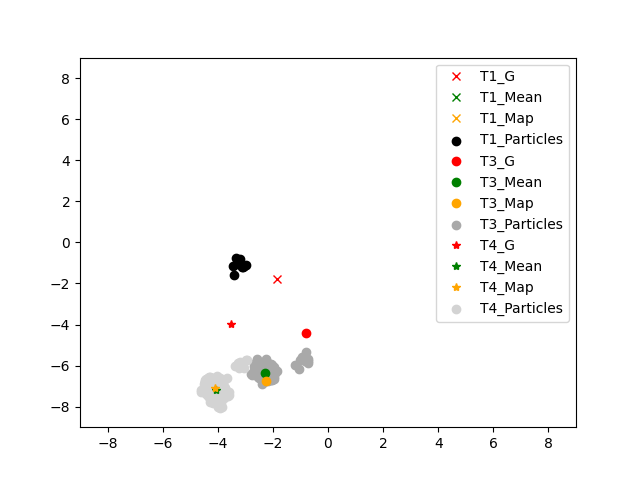 8
6
4
2
0
−2
−4
−6
−8
−8 −6 −4 −2 0 2 4 6 8
T1_G
T1_Mean
T1_Map
T1_Particles
T3_G
T3_Mean
T3_Map
T3_Particles
T4_G
T4_Mean
T4_Map
T4_Particles